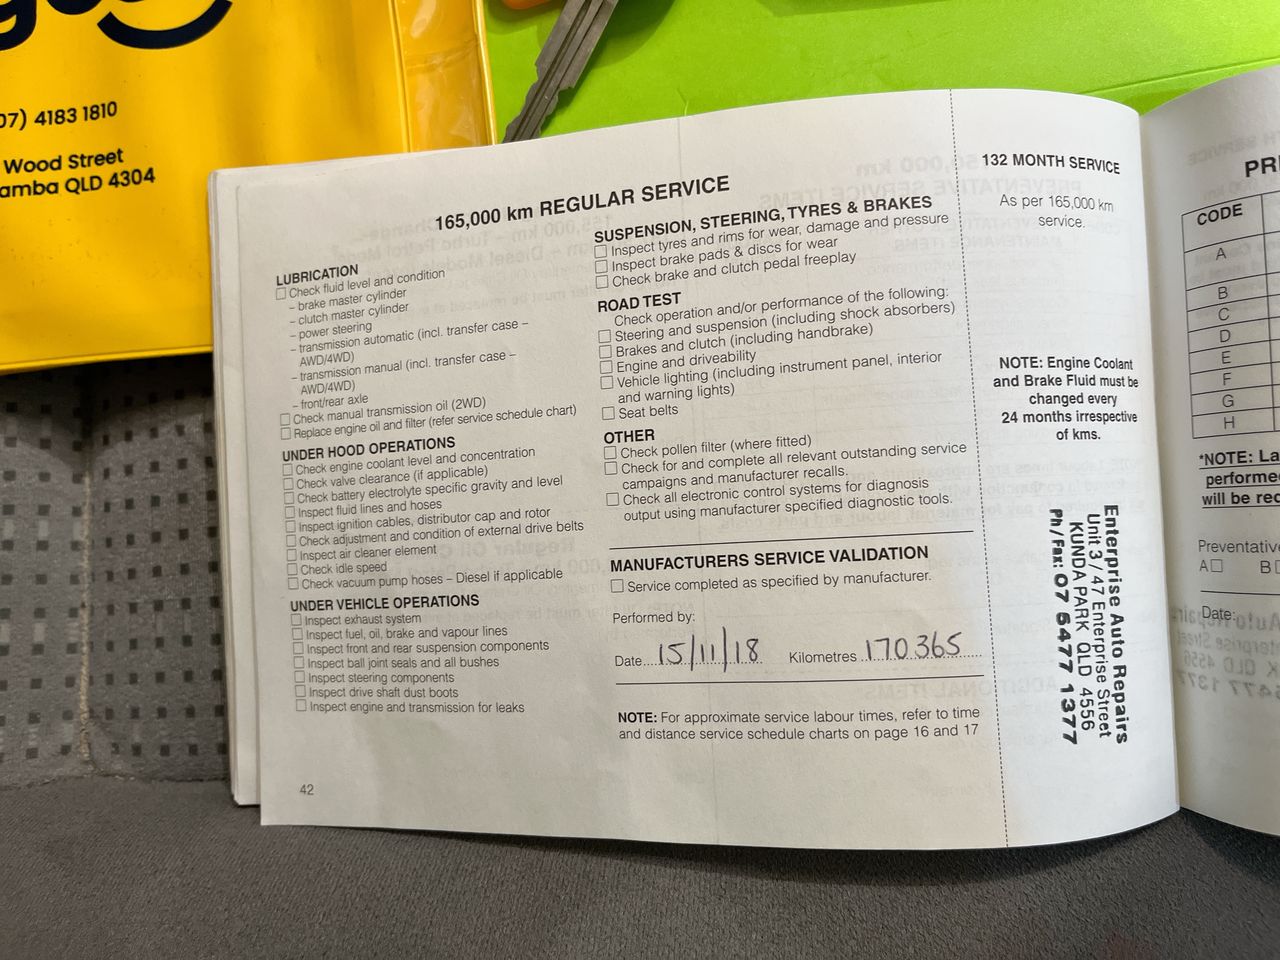 07) 4183 1810
Wood Street
amba QLD 4304
165,000 km REGULAR SERVICE
LUBRICATION
Check fluid level and condition
– brake master cylinder
– clutch master cylinder
– power steering
– transmission automatic (incl. transfer case –
AWD/4WD)
– transmission manual (incl. transfer case –
AWD/4WD)
– front/rear axle
Check manual transmission oil (2WD)
Replace engine oil and filter (refer service schedule chart)
UNDER HOOD OPERATIONS
Check engine coolant level and concentration
Check valve clearance (if applicable)
Check battery electrolyte specific gravity and level
Inspect fluid lines and hoses
Inspect ignition cables, distributor cap and rotor
Check adjustment and condition of external drive belts
Inspect air cleaner element
Check idle speed
Check vacuum pump hoses – Diesel if applicable
UNDER VEHICLE OPERATIONS
Inspect exhaust system
Inspect fuel, oil, brake and vapour lines
Inspect front and rear suspension components
Inspect ball joint seals and all bushes
Inspect steering components
Inspect drive shaft dust boots
Inspect engine and transmission for leaks
42
SUSPENSION, STEERING, TYRES & BRAKES
Inspect tyres and rims for wear, damage and pressure
Inspect brake pads & discs for wear
Check brake and clutch pedal freeplay
ROAD TEST
Check operation and/or performance of the following:
Steering and suspension (including shock absorbers)
Brakes and clutch (including handbrake)
Engine and driveability
Vehicle lighting (including instrument panel, interior
and warning lights)
Seat belts
OTHER
Check pollen filter (where fitted)
Check for and complete all relevant outstanding service
campaigns and manufacturer recalls.
Check all electronic control systems for diagnosis
output using manufacturer specified diagnostic tools.
MANUFACTURERS SERVICE VALIDATION
Service completed as specified by manufacturer.
Performed by:
Date 15/11/18 Kilometres 170365
NOTE: For approximate service labour times, refer to time
and distance service schedule charts on page 16 and 17
132 MONTH SERVICE
As per 165,000 km
service.
NOTE: Engine Coolant
and Brake Fluid must be
changed every
24 months irrespective
of kms.
Enterprise Auto Repairs
Unit 3 / 47 Enterprise Street
KUNDA PARK QLD 4556
Ph/Fax: 07 5477 1377
PRE
CODE
A
B
C
D
E
F
G
H
*NOTE: La
performe
will be rec
Preventativ
A B
Date: